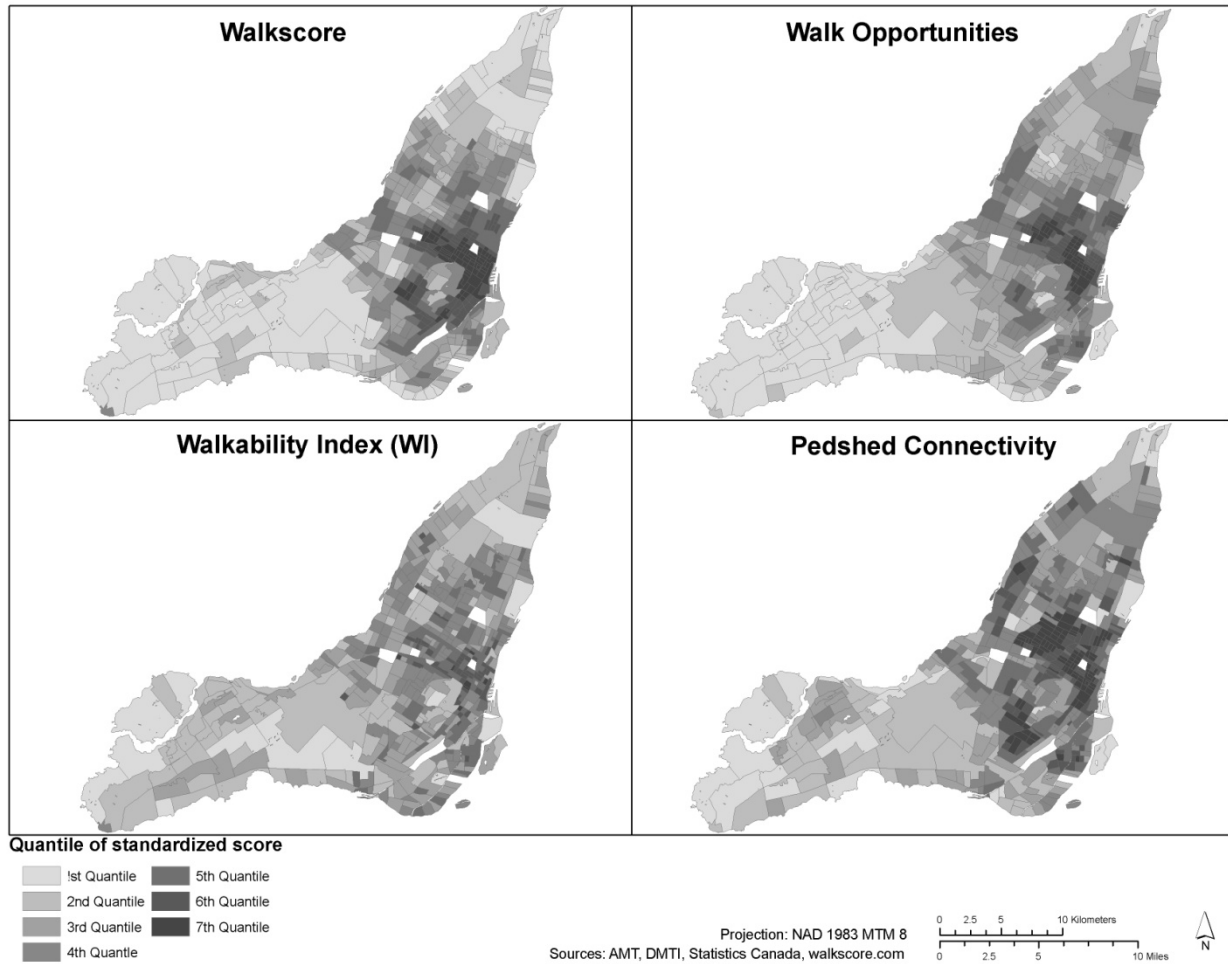 Walkscore
Walk Opportunities
Walkability Index (WI)
Pedshed Connectivity
Quantile of standardized score
!st Quantile
5th Quantile
2nd Quantile
6th Quantile
3rd Quantile
7th Quantile
4th Quantle
Projection: NAD 1983 MTM 8
Sources: AMT, DMTI, Statistics Canada, walkscore.com
0 2.5 5 10 Kilometers
0 2.5 5 10 Miles
N